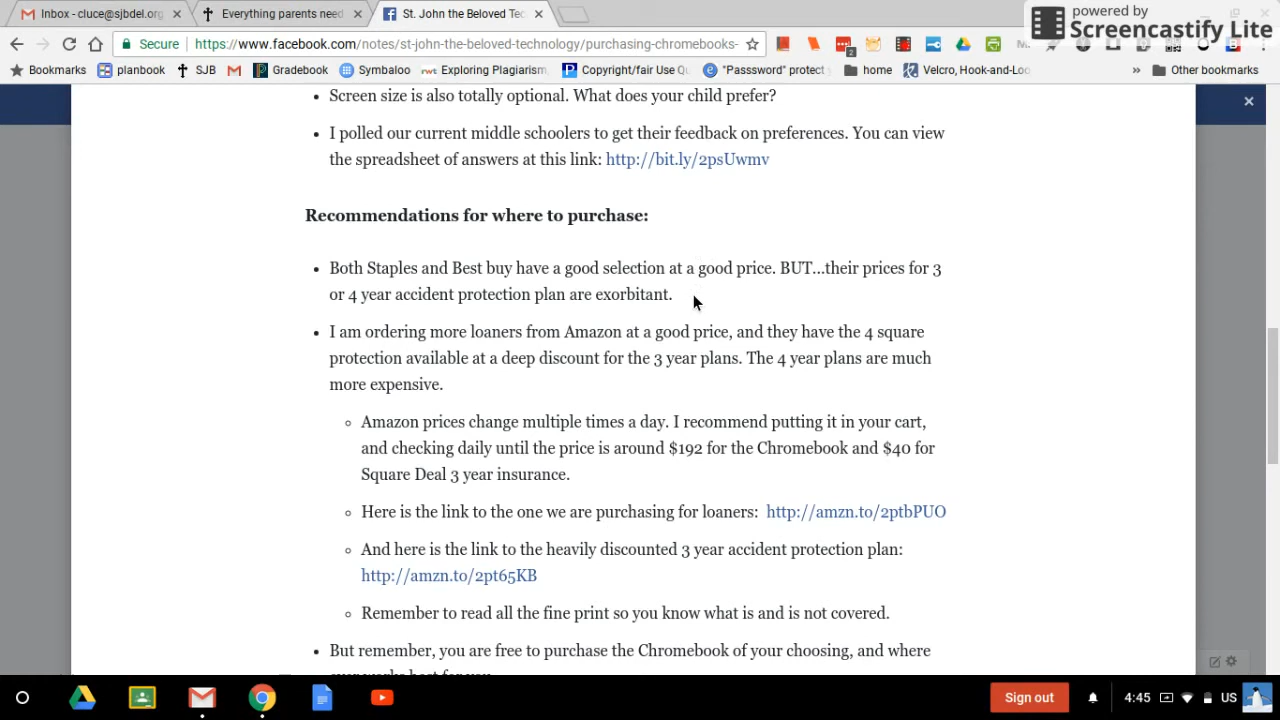 Inbox - cluce@sjbdel.org
Everything parents need
St. John the Beloved Tec
powered by
Screencastify Lite
Secure
https://www.facebook.com/notes/st-john-the-beloved-technology/purchasing-chromebooks-
Bookmarks
planbook
SJB
Gradebook
Symbaloo
Exploring Plagiarism,
Copyright/fair Use Qu
"Passsword" protect
home
Velcro, Hook-and-Loo
Other bookmarks
Screen size is also totally optional. What does your child prefer?
I polled our current middle schoolers to get their feedback on preferences. You can view
the spreadsheet of answers at this link: http://bit.ly/2psUwmv
Recommendations for where to purchase:
Both Staples and Best buy have a good selection at a good price. BUT...their prices for 3
or 4 year accident protection plan are exorbitant.
I am ordering more loaners from Amazon at a good price, and they have the 4 square
protection available at a deep discount for the 3 year plans. The 4 year plans are much
more expensive.
Amazon prices change multiple times a day. I recommend putting it in your cart,
and checking daily until the price is around $192 for the Chromebook and $40 for
Square Deal 3 year insurance.
Here is the link to the one we are purchasing for loaners: http://amzn.to/2ptbPUO
And here is the link to the heavily discounted 3 year accident protection plan:
http://amzn.to/2pt65KB
Remember to read all the fine print so you know what is and is not covered.
But remember, you are free to purchase the Chromebook of your choosing, and where
Sign out
4:45
US